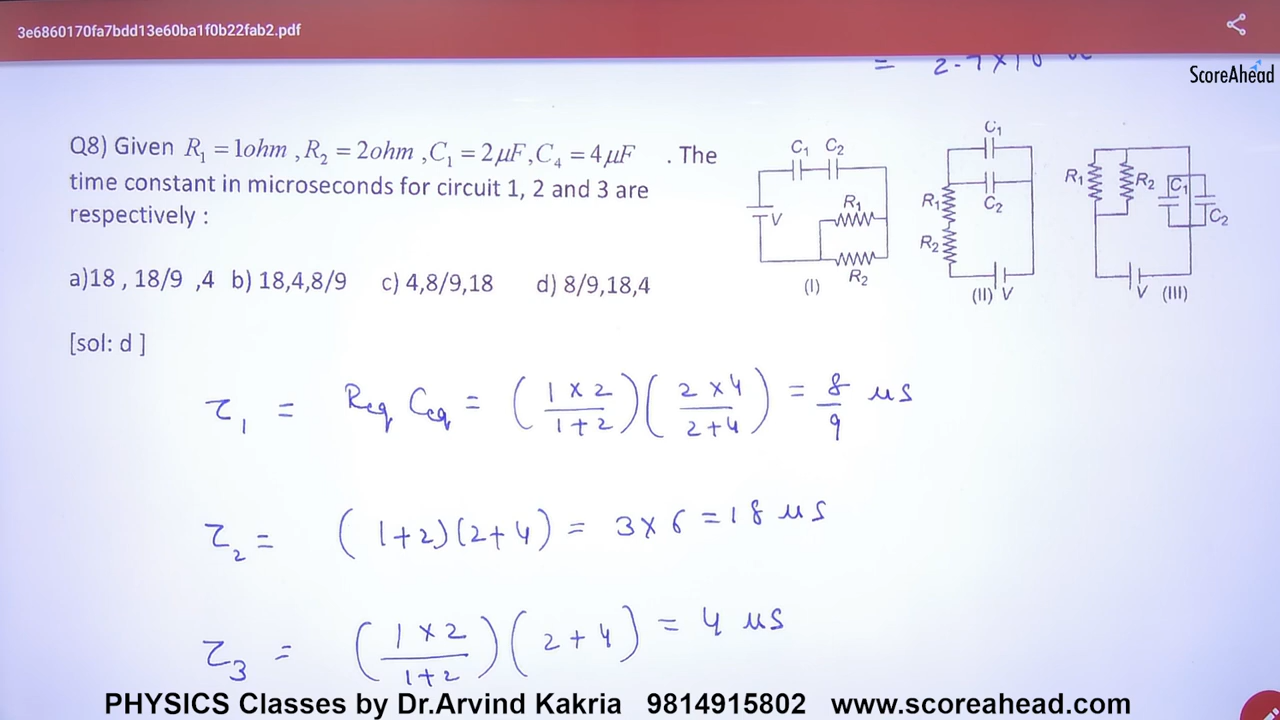 3e6860170fa7bdd13e60ba1f0b22fab2.pdf
ScoreAhead
Q8) Given R₁ = 1ohm , R₂ = 2ohm , C₁ = 2μF, C₄ = 4μF . The
time constant in microseconds for circuit 1, 2 and 3 are
respectively :
a)18 , 18/9 ,4 b) 18,4,8/9 c) 4,8/9,18 d) 8/9,18,4
[sol: d ]
C₁ C₂
V
R₁
R₂
(I)
C₁
C₂
R₁
R₂
(II) V
R₁ R₂ C₁
C₂
V (III)
τ₁ = Req Ceq = (1 × 2 / 1 + 2) (2 × 4 / 2 + 4) = 8/9 μs
τ₂ = (1+2)(2+4) = 3 × 6 = 18 μs
τ₃ = (1 × 2 / 1+2) (2 + 4) = 4 μs
PHYSICS Classes by Dr.Arvind Kakria 9814915802 www.scoreahead.com